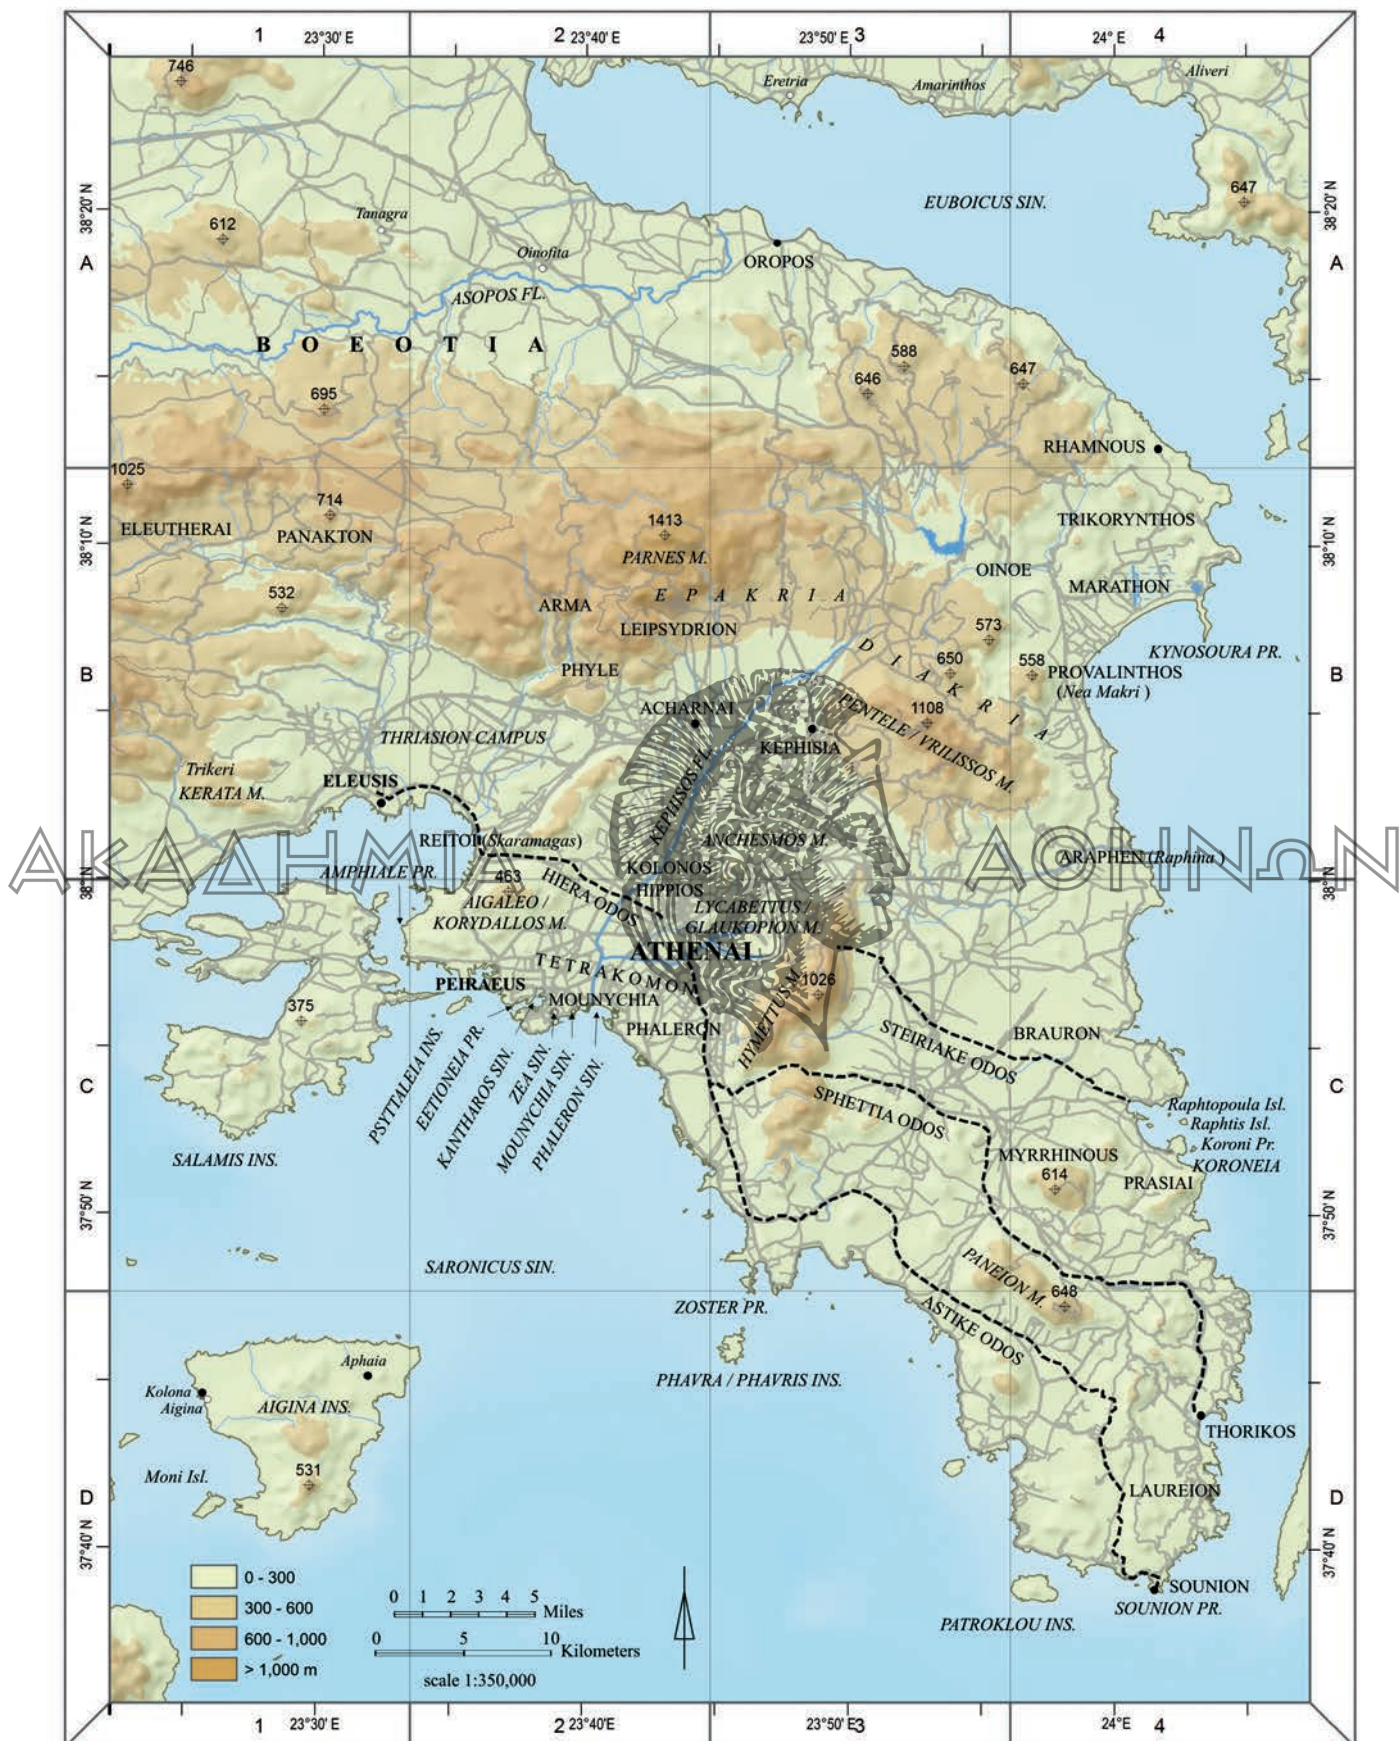 1
2
3
4
23°30' E
23°40' E
23°50' E
24° E
746
Eretria
Amarinthos
Aliveri
647
EUBOICUS SIN.
38°20' N
38°20' N
A
A
612
Tanagra
Oinofita
OROPOS
ASOPOS FL.
BOEOTIA
588
646
647
695
RHAMNOUS
1025
714
ELEUTHERAI
PANAKTON
1413
PARNES M.
TRIKORYNTHOS
38°10' N
38°10' N
OINOE
MARATHON
532
ARMA
EPAKRIA
LEIPSYDRION
573
KYNOSOURA PR.
PHYLE
DIAKRIA
650
558
PROVALINTHOS
(Nea Makri )
B
B
ACHARNAI
1108
PENTELE / VRILISSOS M.
THRIASION CAMPUS
KEPHISIA
Trikeri
KERATA M.
ELEUSIS
KEPHISOS FL.
REITOI (Skaramagas)
ANCHESMOS M.
ΑΚΑΔΗΜΙΑ
ΑΘΗΝΩΝ
ARAPHEN (Raphina )
AMPHIALE PR.
KOLONOS
HIPPIOS
38° N
38° N
463
HIERA ODOS
AIGALEO /
KORYDALLOS M.
LYCABETTUS /
GLAUKOPION M.
ATHENAI
TETRAKOMON
PEIRAEUS
MOUNYCHIA
1026
HYMETTUS M.
375
PHALERON
BRAURON
STEIRIAKE ODOS
PSYTTALEIA INS.
EETIONEIA PR.
KANTHAROS SIN.
ZEA SIN.
MOUNYCHIA SIN.
PHALERON SIN.
C
C
SPHETTIA ODOS
Raphtopoula Isl.
Raphtis Isl.
Koroni Pr.
KORONEIA
SALAMIS INS.
MYRRHINOUS
614
PRASIAI
37°50' N
37°50' N
SARONICUS SIN.
PANEION M.
648
ZOSTER PR.
ASTIKE ODOS
PHAVRA / PHAVRIS INS.
Aphaia
Kolona
Aigina
AIGINA INS.
THORIKOS
531
Moni Isl.
LAUREION
D
D
37°40' N
37°40' N
SOUNION
SOUNION PR.
PATROKLOU INS.
0 - 300
300 - 600
600 - 1,000
> 1,000 m
0 1 2 3 4 5
Miles
0 5 10
Kilometers
scale 1:350,000
1
2
3
4
23°30' E
23°40' E
23°50' E
24° E